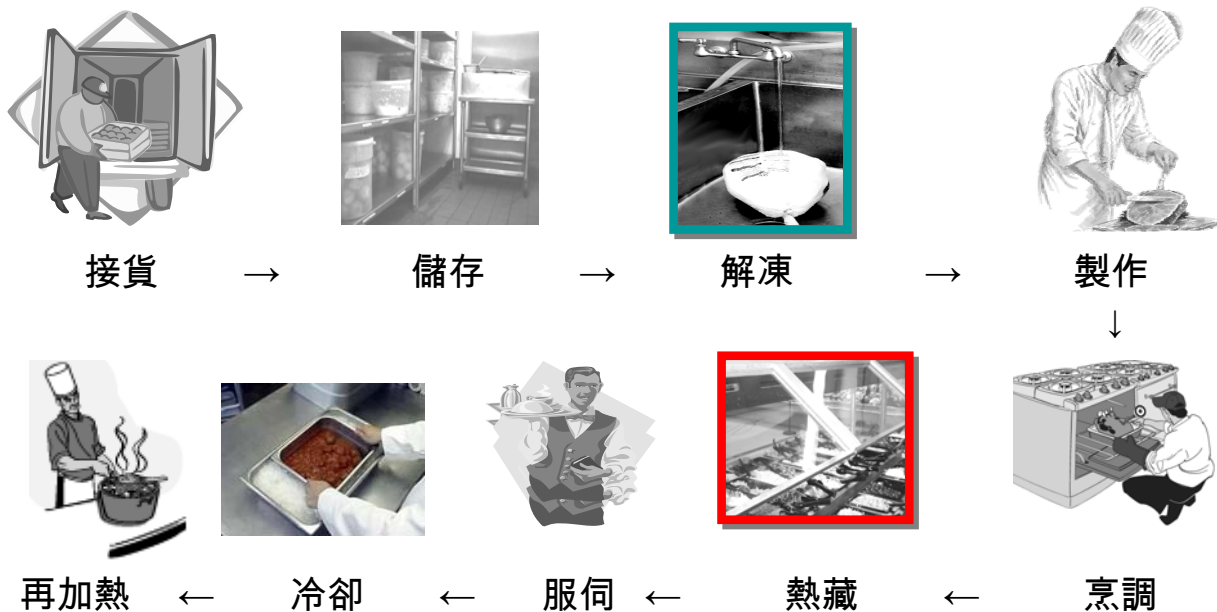 接貨 → 儲存 → 解凍 → 製作
↓
再加熱 ← 冷卻 ← 服伺 ← 熱藏 ← 烹調